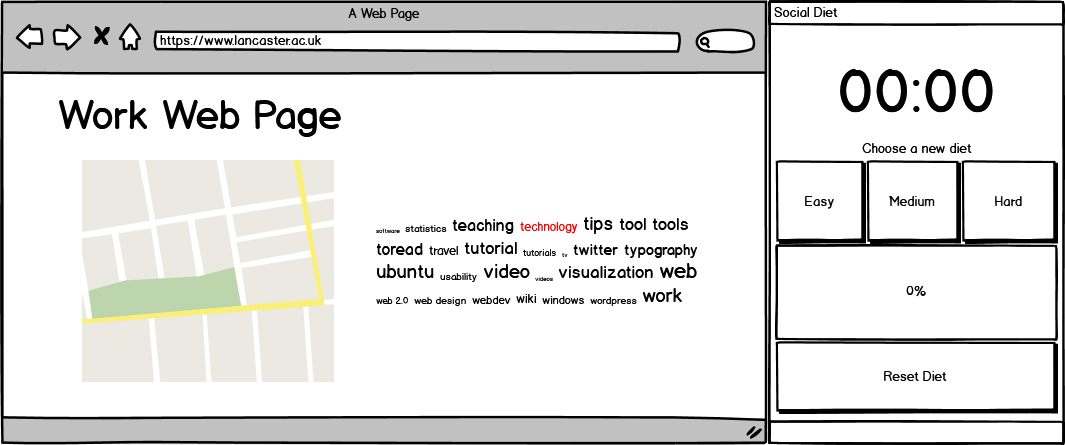 A Web Page
https://www.lancaster.ac.uk
Work Web Page
software statistics teaching technology tips tool tools
toread travel tutorial tutorials tv twitter typography
ubuntu usability video videos visualization web
web 2.0 web design webdev wiki windows wordpress work
Social Diet
00:00
Choose a new diet
Easy Medium Hard
0%
Reset Diet